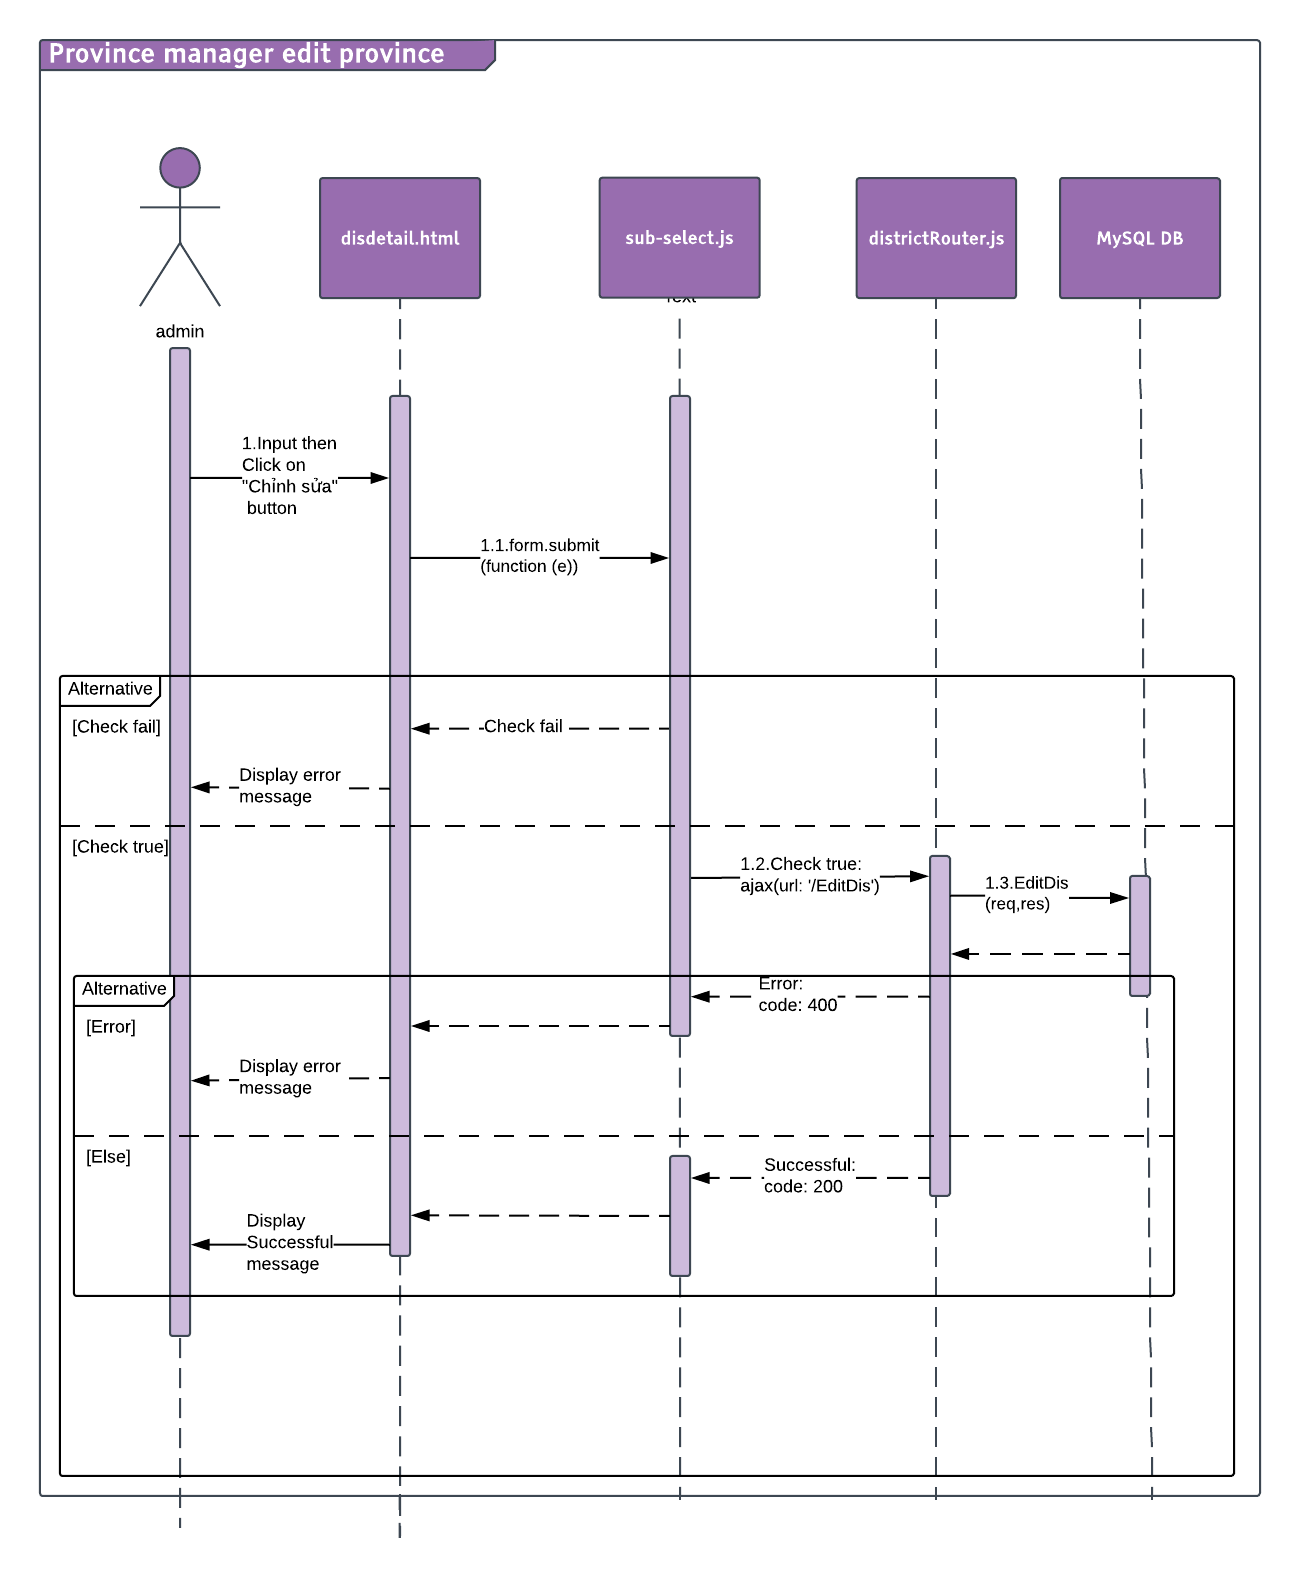 Province manager edit province
disdetail.html
sub-select.js
districtRouter.js
MySQL DB
Text
admin
1.Input then
Click on
"Chỉnh sửa"
button
1.1.form.submit
(function (e))
Alternative
[Check fail]
Check fail
Display error
message
[Check true]
1.2.Check true:
ajax(url: '/EditDis')
1.3.EditDis
(req,res)
Alternative
Error:
code: 400
[Error]
Display error
message
[Else]
Successful:
code: 200
Display
Successful
message